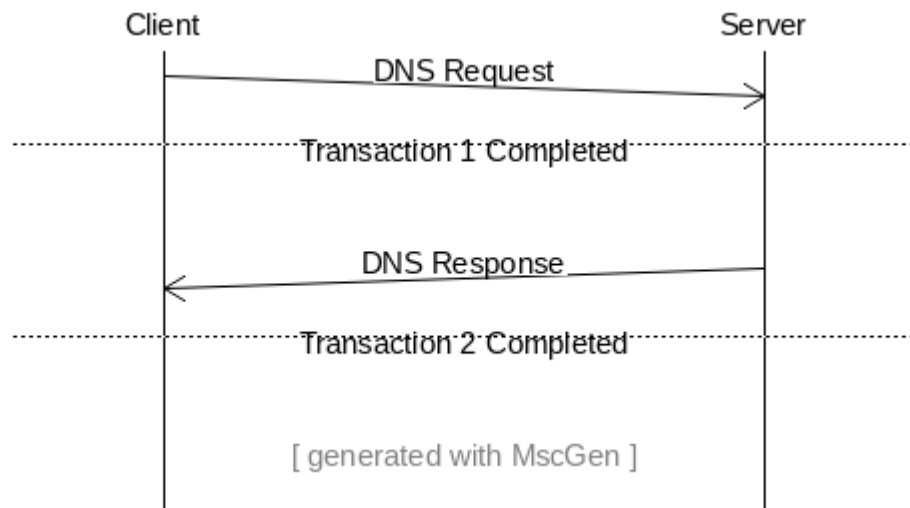 Client Server
DNS Request
Transaction 1 Completed
DNS Response
Transaction 2 Completed
[ generated with MscGen ]